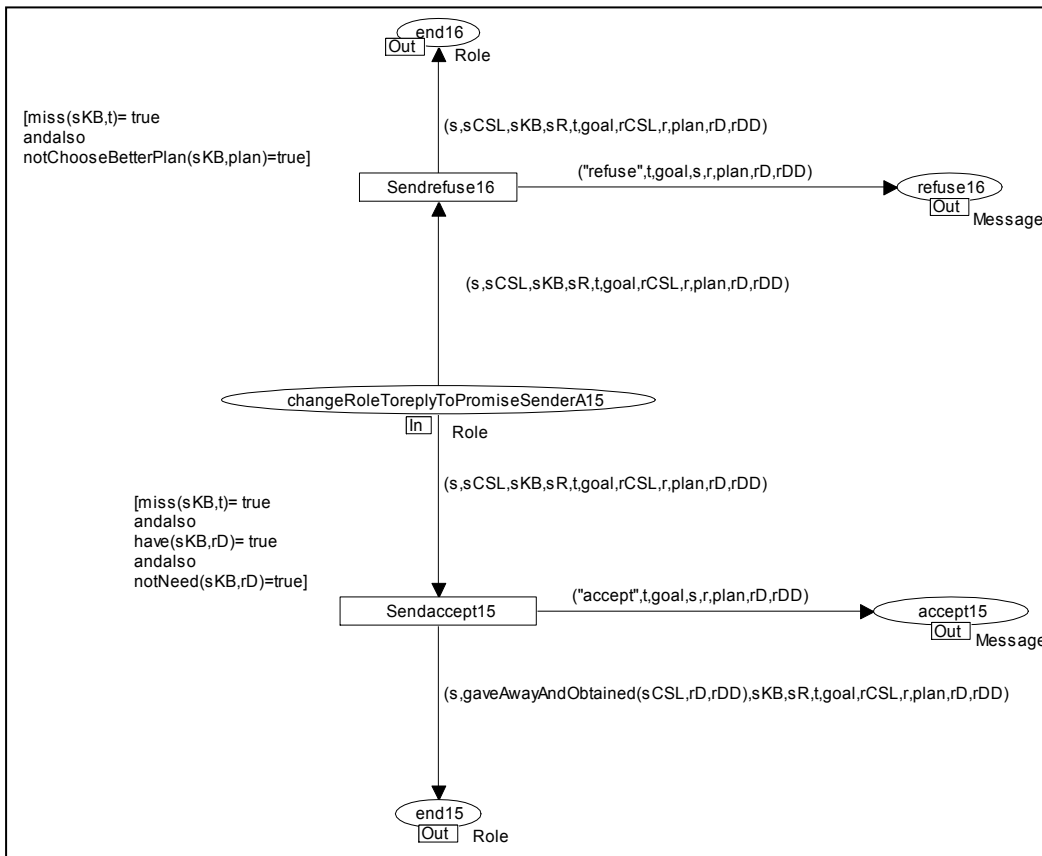 end16
Out
Role
[miss(sKB,t)= true
andalso
notChooseBetterPlan(sKB,plan)=true]
(s,sCSL,sKB,sR,t,goal,rCSL,r,plan,rD,rDD)
Sendrefuse16
("refuse",t,goal,s,r,plan,rD,rDD)
refuse16
Out
Message
(s,sCSL,sKB,sR,t,goal,rCSL,r,plan,rD,rDD)
changeRoleToreplyToPromiseSenderA15
In
Role
(s,sCSL,sKB,sR,t,goal,rCSL,r,plan,rD,rDD)
[miss(sKB,t)= true
andalso
have(sKB,rD)= true
andalso
notNeed(sKB,rD)=true]
Sendaccept15
("accept",t,goal,s,r,plan,rD,rDD)
accept15
Out
Message
(s,gaveAwayAndObtained(sCSL,rD,rDD),sKB,sR,t,goal,rCSL,r,plan,rD,rDD)
end15
Out
Role